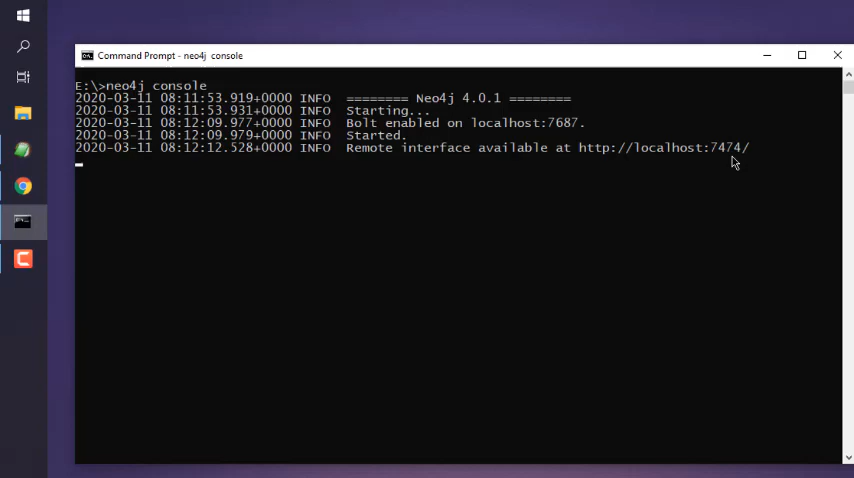 Command Prompt - neo4j  console
E:\>neo4j console
2020-03-11 08:11:53.919+0000 INFO  ======== Neo4j 4.0.1 ========
2020-03-11 08:11:53.931+0000 INFO  Starting...
2020-03-11 08:12:09.977+0000 INFO  Bolt enabled on localhost:7687.
2020-03-11 08:12:09.979+0000 INFO  Started.
2020-03-11 08:12:12.528+0000 INFO  Remote interface available at http://localhost:7474/